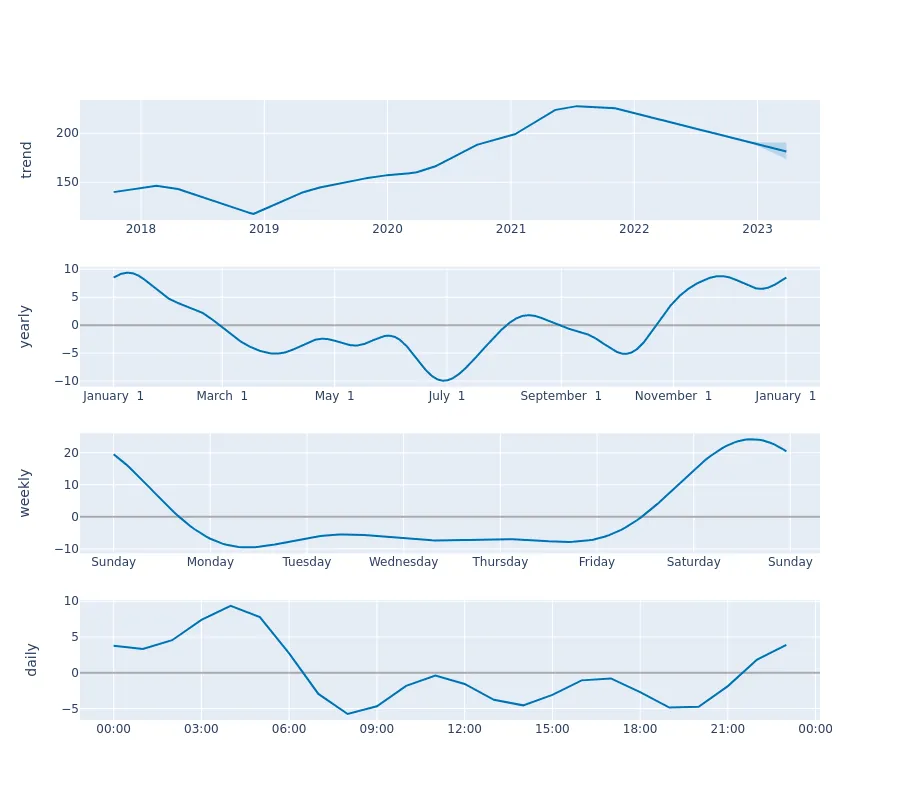 trend
200
150
2018 2019 2020 2021 2022 2023
yearly
10
5
0
−5
−10
January 1 March 1 May 1 July 1 September 1 November 1 January 1
weekly
20
10
0
−10
Sunday Monday Tuesday Wednesday Thursday Friday Saturday Sunday
daily
10
5
0
−5
00:00 03:00 06:00 09:00 12:00 15:00 18:00 21:00 00:00